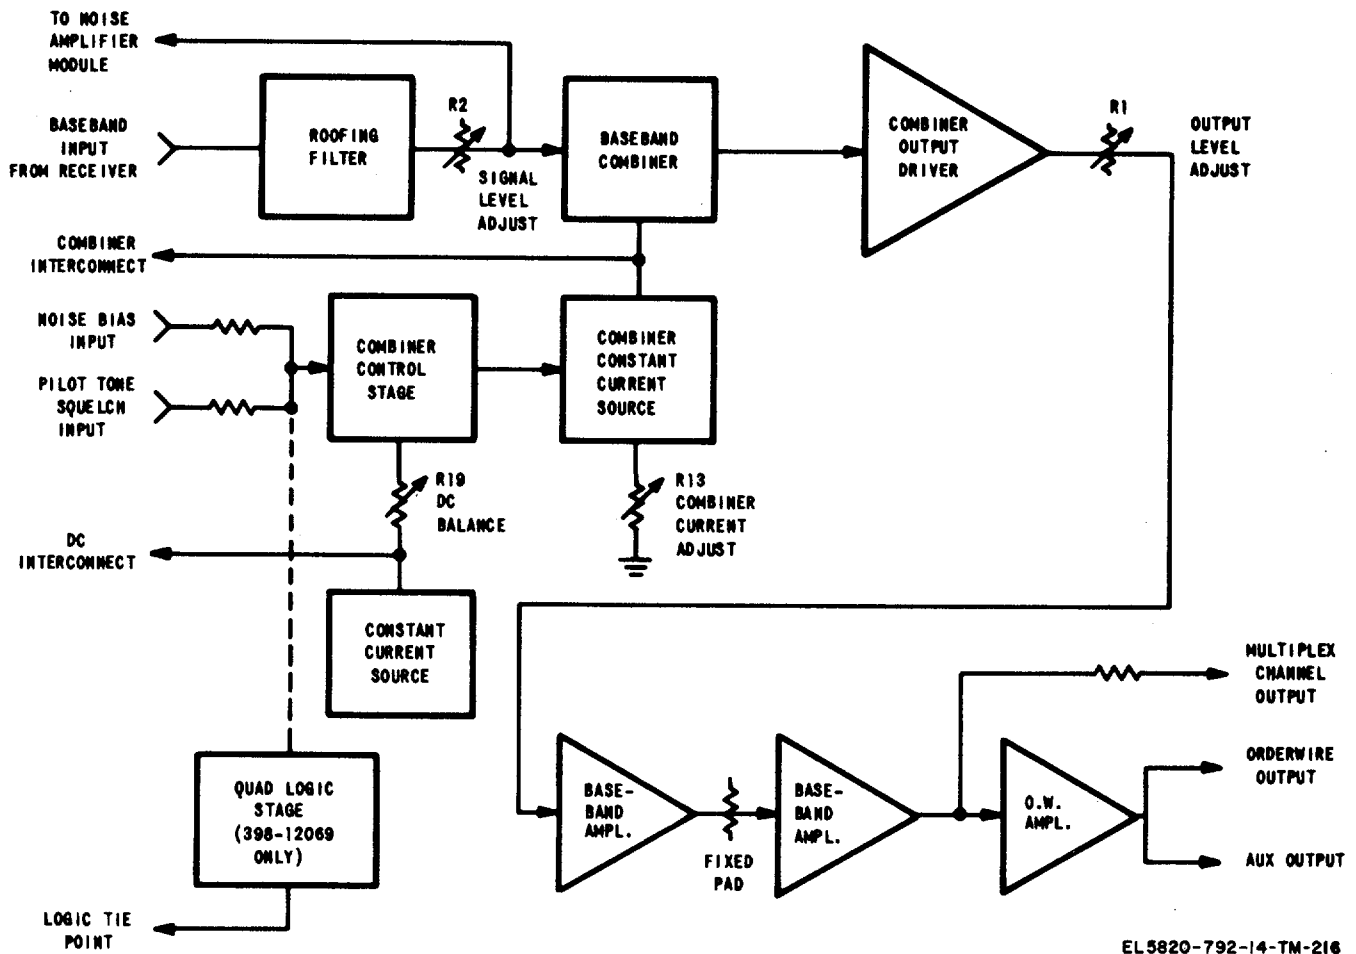 TO NOISE
AMPLIFIER
MODULE
BASEBAND
INPUT
FROM RECEIVER
ROOFING
FILTER
R2
SIGNAL
LEVEL
ADJUST
BASEBAND
COMBINER
COMBINER
OUTPUT
DRIVER
R1
OUTPUT
LEVEL
ADJUST
COMBINER
INTERCONNECT
NOISE BIAS
INPUT
PILOT TONE
SQUELCH
INPUT
COMBINER
CONTROL
STAGE
COMBINER
CONSTANT
CURRENT
SOURCE
R19
DC
BALANCE
R13
COMBINER
CURRENT
ADJUST
DC
INTERCONNECT
CONSTANT
CURRENT
SOURCE
QUAD LOGIC
STAGE
(398-12069
ONLY)
LOGIC TIE
POINT
BASE-
BAND
AMPL.
FIXED
PAD
BASE-
BAND
AMPL.
O.W.
AMPL.
MULTIPLEX
CHANNEL
OUTPUT
ORDERWIRE
OUTPUT
AUX OUTPUT
EL5820-792-14-TM-216